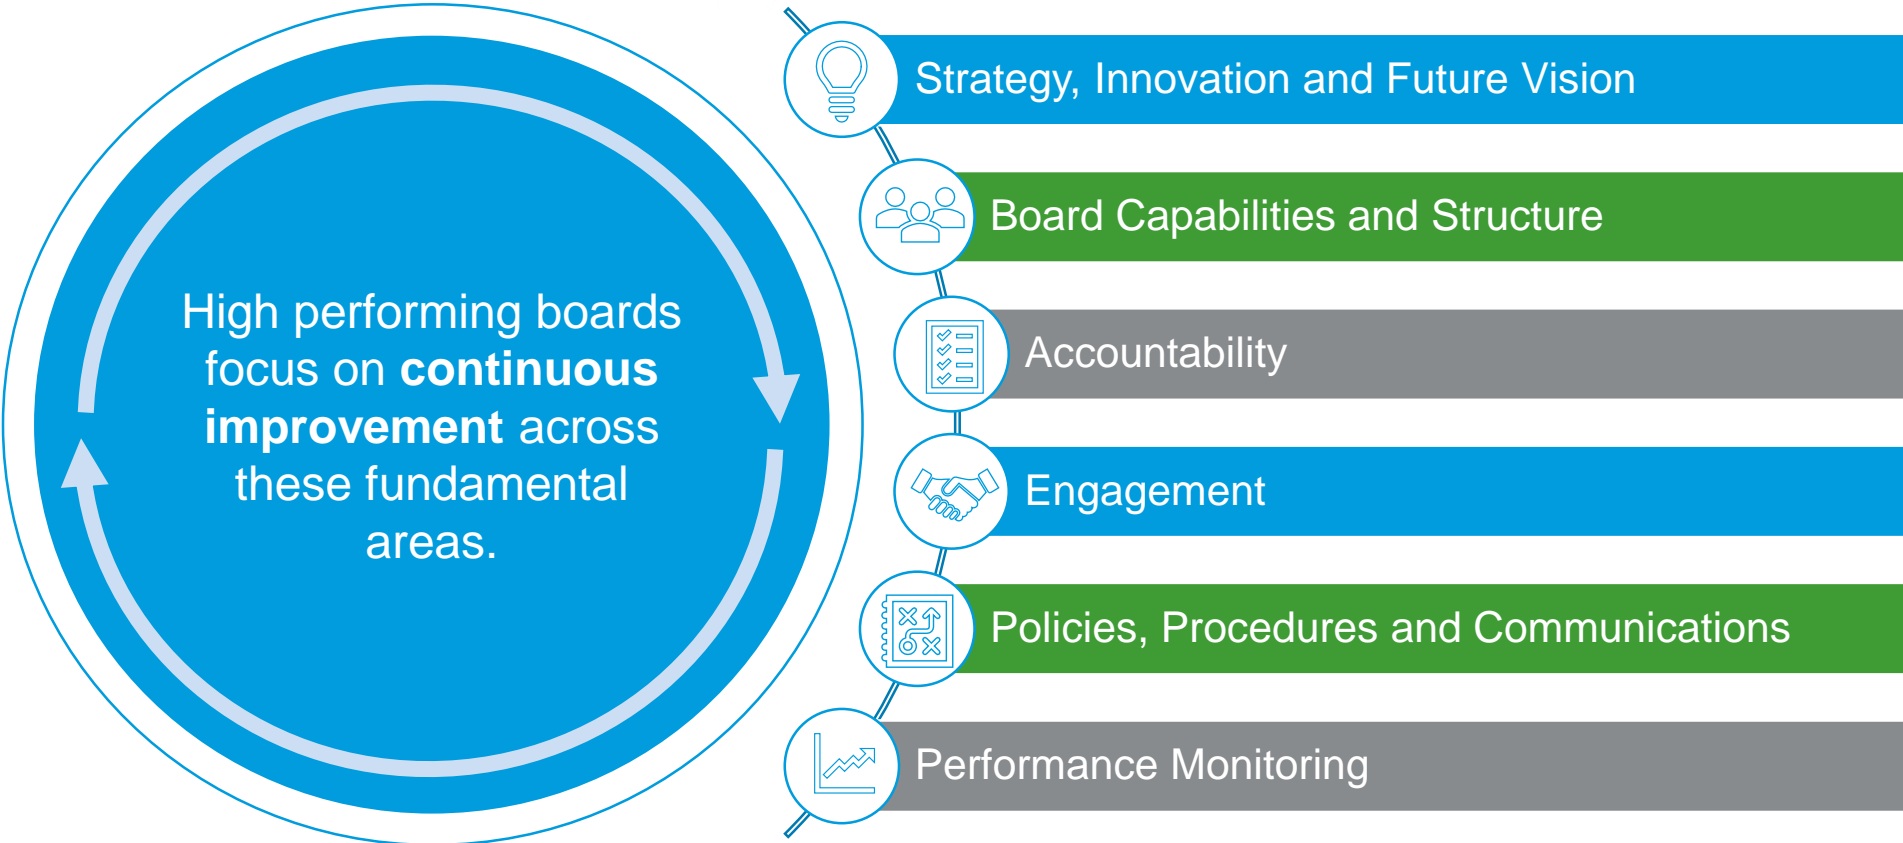 High performing boards
focus on continuous
improvement across
these fundamental
areas.
Strategy, Innovation and Future Vision
Board Capabilities and Structure
Accountability
Engagement
Policies, Procedures and Communications
Performance Monitoring